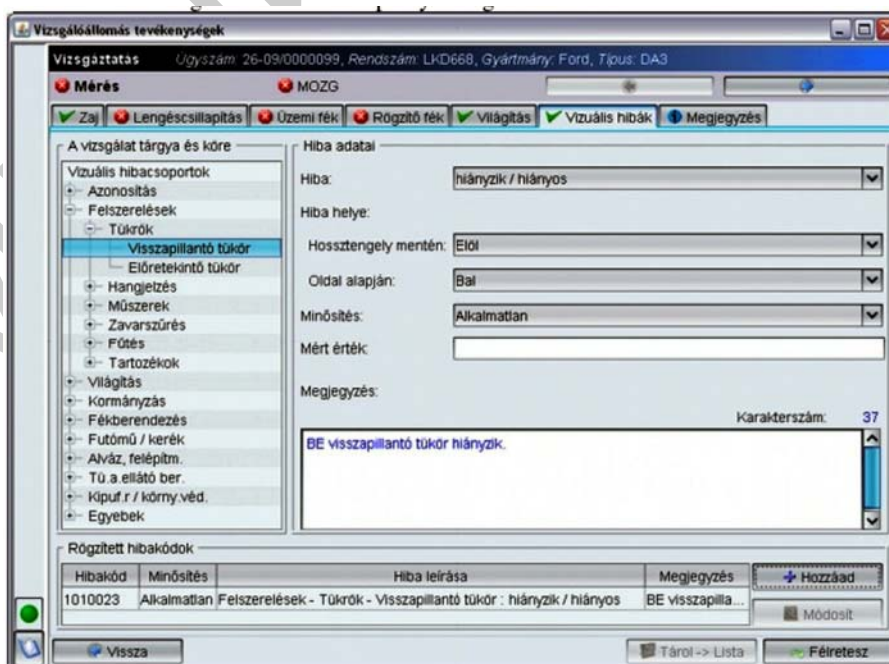 Vizsgálóállomás tevékenységek
Vizsgáztatás Ügyszám: 26-09/0000099, Rendszám: LKD668, Gyártmány: Ford, Típus: DA3
Mérés MOZG
Zaj Lengéscsillapítás Üzemi fék Rögzítő fék Világítás Vizuális hibák Megjegyzés
A vizsgálat tárgya és köre
Vizuális hibacsoportok
Azonosítás
Felszerelések
Tükrök
Visszapillantó tükör
Előretekintő tükör
Hangjelzés
Műszerek
Zavarszűrés
Fűtés
Tartozékok
Világítás
Kormányzás
Fékberendezés
Futómű / kerék
Alváz, felépítm.
Tü.a.ellátó ber.
Kipuf.r / körny.véd.
Egyebek
Hiba adatai
Hiba: hiányzik / hiányos
Hiba helye:
Hossztengely mentén: Elöl
Oldal alapján: Bal
Minősítés: Alkalmatlan
Mért érték:
Megjegyzés:
Karakterszám: 37
BE visszapillantó tükör hiányzik.
Rögzített hibakódok
Hibakód Minősítés Hiba leírása Megjegyzés
1010023 Alkalmatlan Felszerelések - Tükrök - Visszapillantó tükör : hiányzik / hiányos BE visszapilla...
Hozzáad
Módosít
Vissza Tárol -> Lista Félretesz